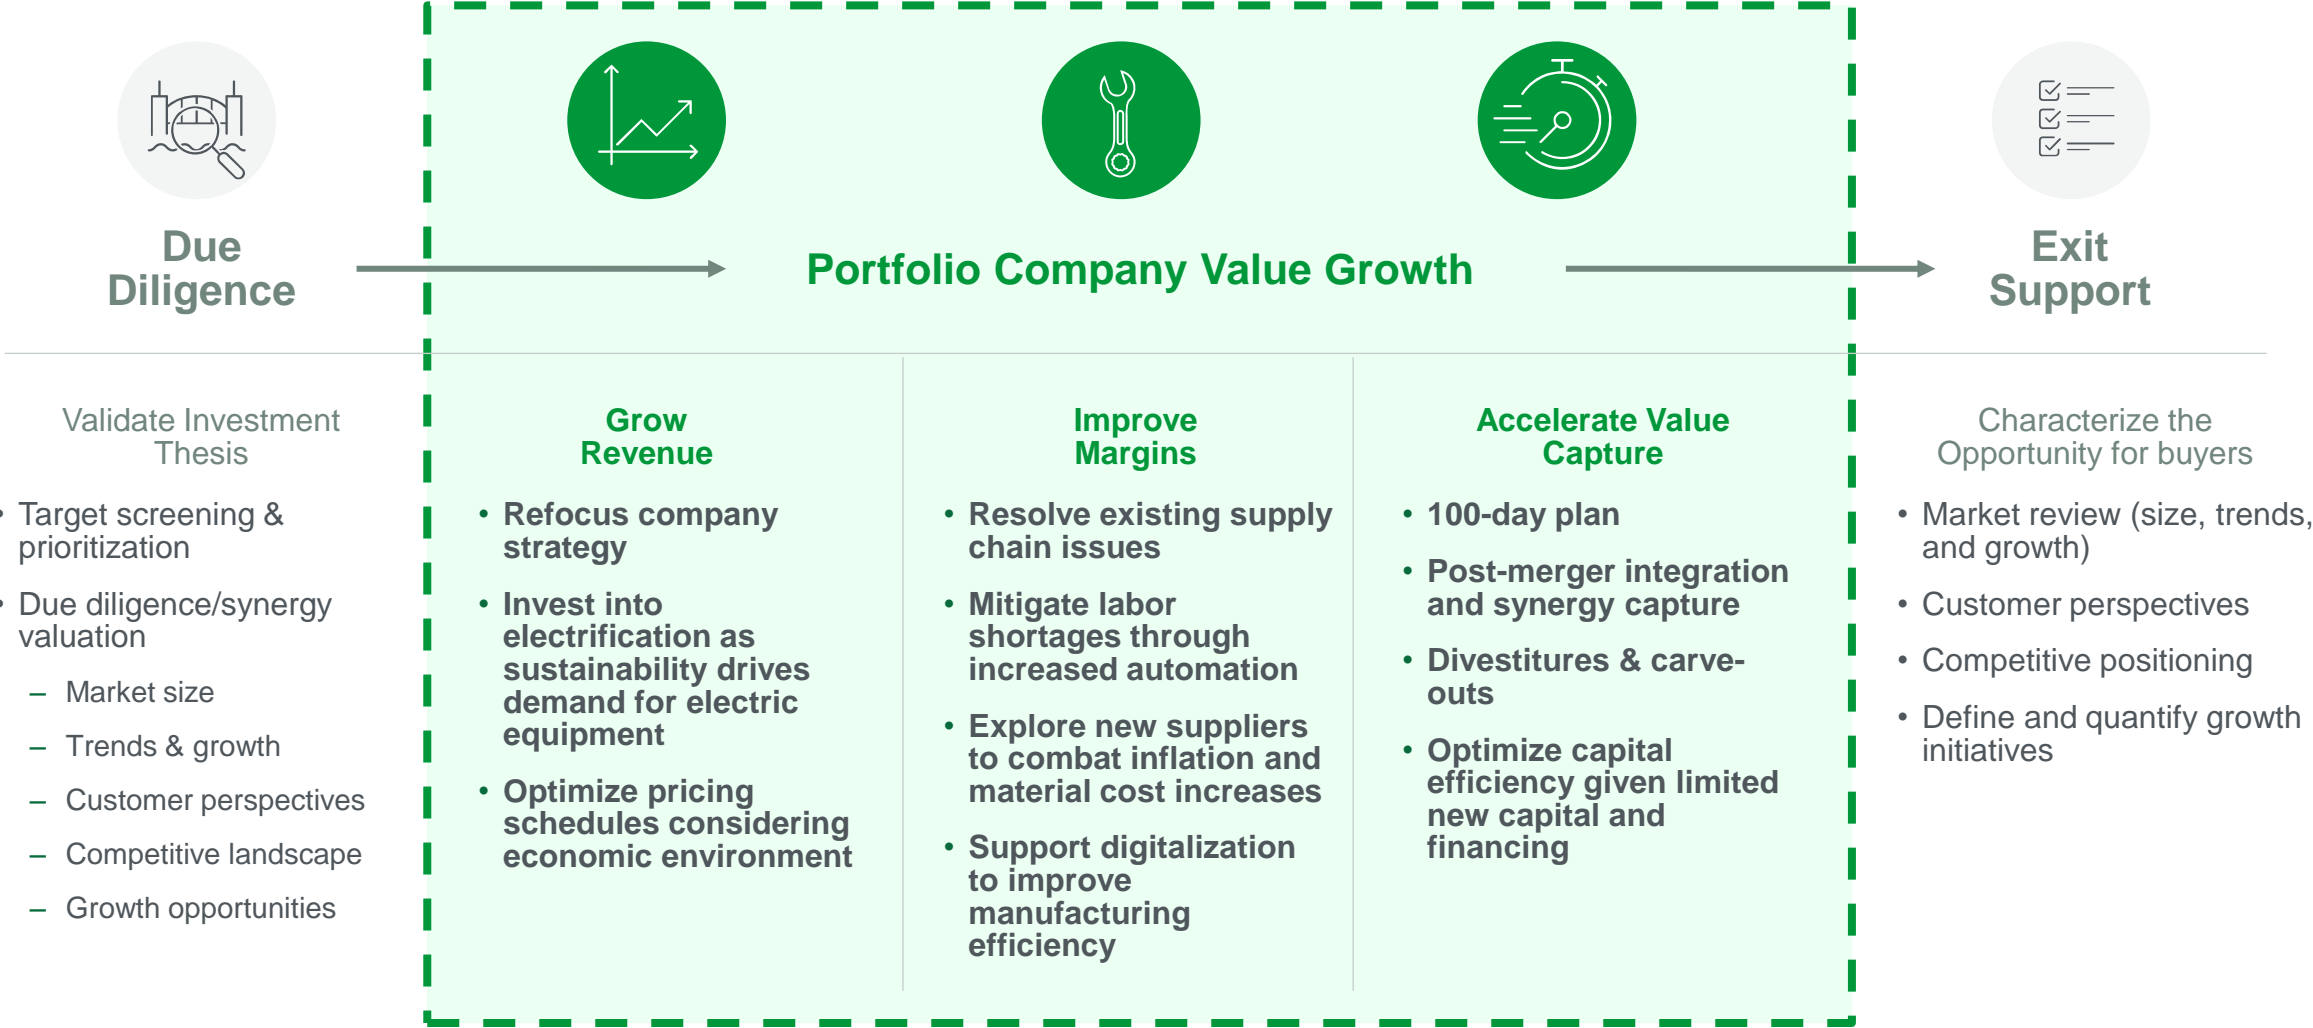 Due
Diligence
Portfolio Company Value Growth
Exit
Support
Validate Investment
Thesis
• Target screening &
prioritization
• Due diligence/synergy
valuation
– Market size
– Trends & growth
– Customer perspectives
– Competitive landscape
– Growth opportunities
Grow
Revenue
• Refocus company
strategy
• Invest into
electrification as
sustainability drives
demand for electric
equipment
• Optimize pricing
schedules considering
economic environment
Improve
Margins
• Resolve existing supply
chain issues
• Mitigate labor
shortages through
increased automation
• Explore new suppliers
to combat inflation and
material cost increases
• Support digitalization
to improve
manufacturing
efficiency
Accelerate Value
Capture
• 100-day plan
• Post-merger integration
and synergy capture
• Divestitures & carve-
outs
• Optimize capital
efficiency given limited
new capital and
financing
Characterize the
Opportunity for buyers
• Market review (size, trends,
and growth)
• Customer perspectives
• Competitive positioning
• Define and quantify growth
initiatives